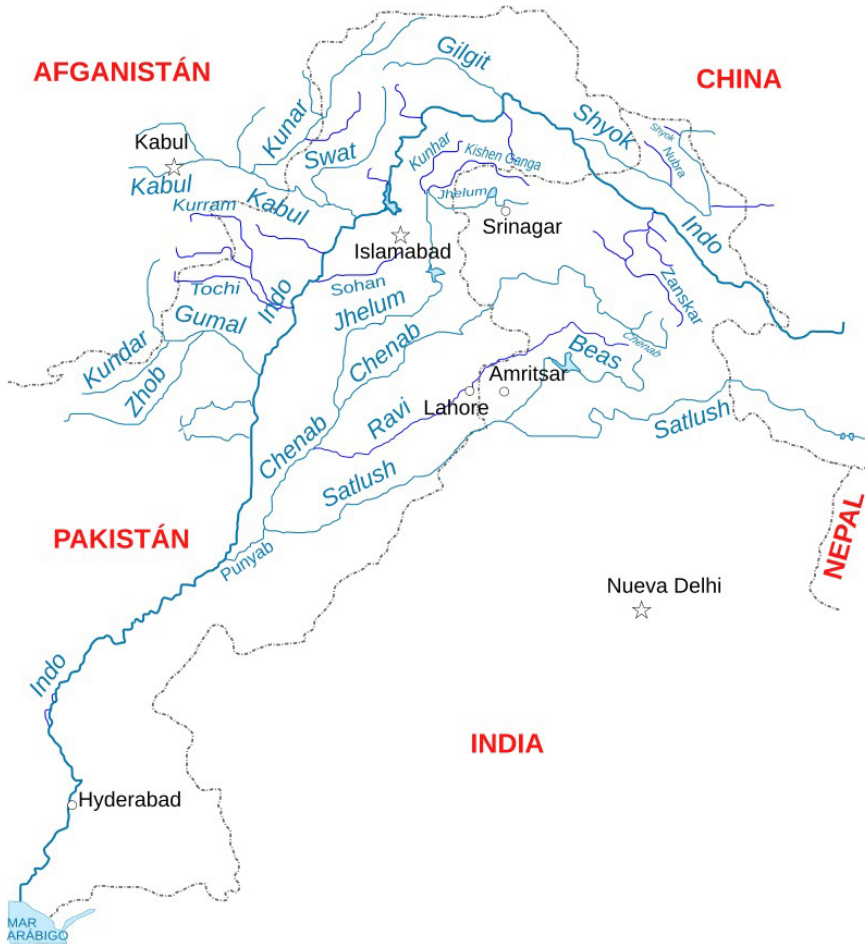 Gilgit
AFGANISTÁN
CHINA
Kunar
Shyok
Shyok
Kabul
Swat
Kunhar
Kishen Ganga
Nubra
Kabul
Kabul
Jhelum
Kurram
Srinagar
Indo
Islamabad
Tochi
Indo
Sohan
Zanskar
Gumal
Jhelum
Kundar
Chenab
Chenab
Beas
Zhob
Amritsar
Lahore
Ravi
Satlush
Chenab
Satlush
NEPAL
PAKISTÁN
Punyab
Nueva Delhi
Indo
INDIA
Hyderabad
MAR
ARÁBIGO